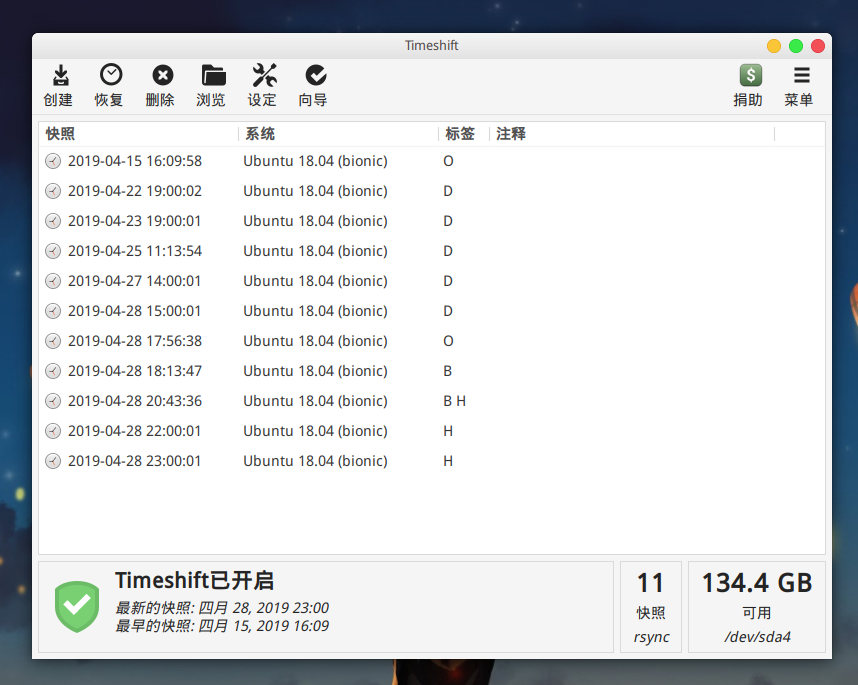 Timeshift
创建 恢复 删除 浏览 设定 向导 捐助 菜单
快照 系统 标签 注释
2019-04-15 16:09:58 Ubuntu 18.04 (bionic) O
2019-04-22 19:00:02 Ubuntu 18.04 (bionic) D
2019-04-23 19:00:01 Ubuntu 18.04 (bionic) D
2019-04-25 11:13:54 Ubuntu 18.04 (bionic) D
2019-04-27 14:00:01 Ubuntu 18.04 (bionic) D
2019-04-28 15:00:01 Ubuntu 18.04 (bionic) D
2019-04-28 17:56:38 Ubuntu 18.04 (bionic) O
2019-04-28 18:13:47 Ubuntu 18.04 (bionic) B
2019-04-28 20:43:36 Ubuntu 18.04 (bionic) B H
2019-04-28 22:00:01 Ubuntu 18.04 (bionic) H
2019-04-28 23:00:01 Ubuntu 18.04 (bionic) H
Timeshift已开启
最新的快照: 四月 28, 2019 23:00
最早的快照: 四月 15, 2019 16:09
11
快照
rsync
134.4 GB
可用
/dev/sda4